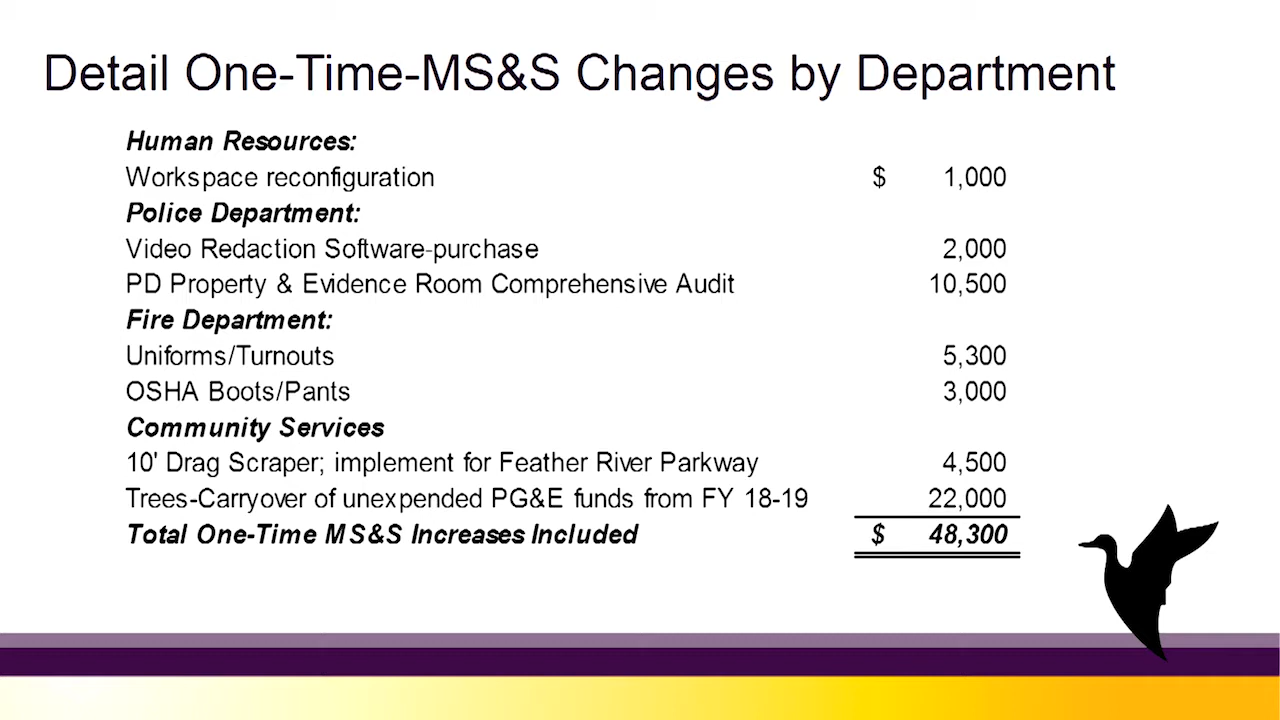 Detail One-Time-MS&S Changes by Department
Human Resources:
Workspace reconfiguration $ 1,000
Police Department:
Video Redaction Software-purchase 2,000
PD Property & Evidence Room Comprehensive Audit 10,500
Fire Department:
Uniforms/Turnouts 5,300
OSHA Boots/Pants 3,000
Community Services
10' Drag Scraper; implement for Feather River Parkway 4,500
Trees-Carryover of unexpended PG&E funds from FY 18-19 22,000
Total One-Time MS&S Increases Included $ 48,300